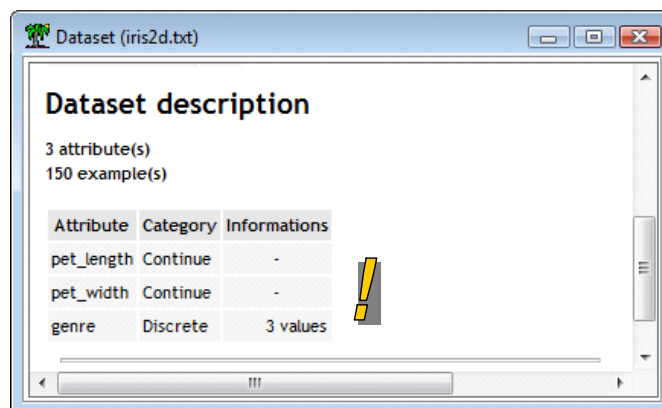 Dataset (iris2d.txt)
Dataset description
3 attribute(s)
150 example(s)
Attribute Category Informations
pet_length Continue -
pet_width Continue -
genre Discrete 3 values
!